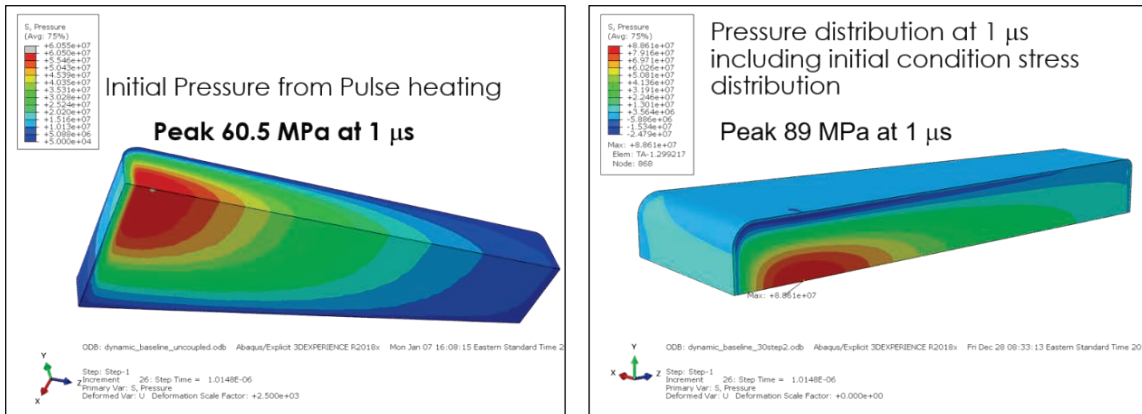 S, Pressure
(Avg: 75%)
+6.055e+07
+6.050e+07
+5.546e+07
+5.043e+07
+4.539e+07
+4.035e+07
+3.531e+07
+3.028e+07
+2.524e+07
+2.020e+07
+1.516e+07
+1.013e+07
+5.088e+06
+5.000e+04
Initial Pressure from Pulse heating
Peak 60.5 MPa at 1 μs
Y
Z
X
ODB: dynamic_baseline_uncoupled.odb Abaqus/Explicit 3DEXPERIENCE R2018x Mon Jan 07 16:08:15 Eastern Standard Time 2
Step: Step-1
Increment 26: Step Time = 1.0148E-06
Primary Var: S, Pressure
Deformed Var: U Deformation Scale Factor: +2.500e+03
S, Pressure
(Avg: 75%)
+8.861e+07
+7.916e+07
+6.971e+07
+6.026e+07
+5.081e+07
+4.136e+07
+3.191e+07
+2.246e+07
+1.301e+07
+3.564e+06
-5.886e+06
-1.534e+07
-2.479e+07
Max: +8.861e+07
Elem: TA-1.299217
Node: 868
Pressure distribution at 1 μs
including initial condition stress
distribution
Peak 89 MPa at 1 μs
Max: +8.861e+07
Y
X
Z
ODB: dynamic_baseline_30step2.odb Abaqus/Explicit 3DEXPERIENCE R2018x Fri Dec 28 08:33:13 Eastern Standard Time 20
Step: Step-1
Increment 26: Step Time = 1.0148E-06
Primary Var: S, Pressure
Deformed Var: U Deformation Scale Factor: +0.000e+00